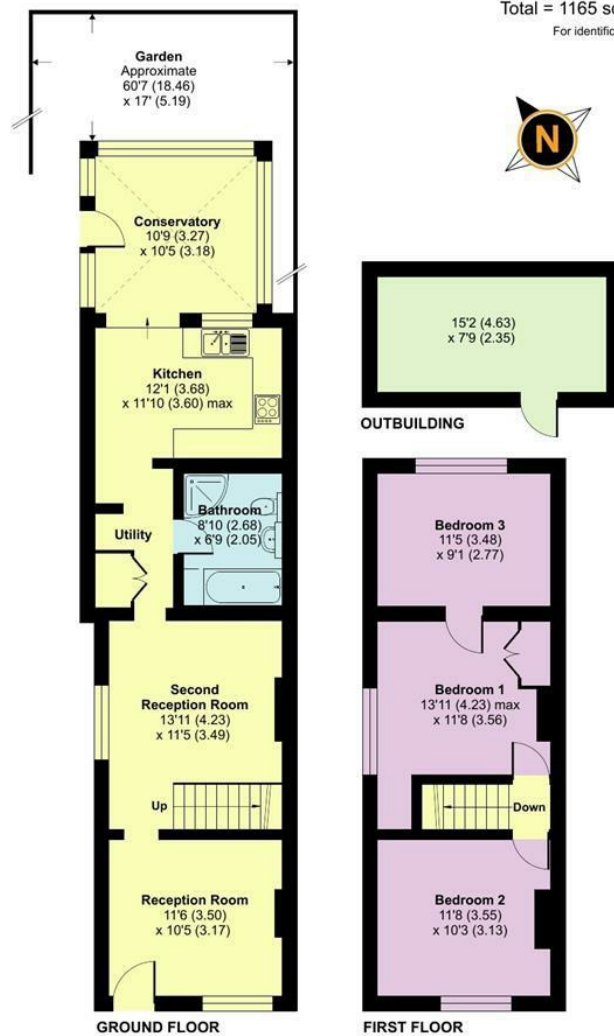 Total = 1165 s
For identific
Garden
Approximate
60'7 (18.46)
x 17' (5.19)
N
Conservatory
10'9 (3.27)
x 10'5 (3.18)
15'2 (4.63)
x 7'9 (2.35)
OUTBUILDING
Kitchen
12'1 (3.68)
x 11'10 (3.60) max
Utility
Bathroom
8'10 (2.68)
x 6'9 (2.05)
Second
Reception Room
13'11 (4.23)
x 11'5 (3.49)
Up
Reception Room
11'6 (3.50)
x 10'5 (3.17)
GROUND FLOOR
Bedroom 3
11'5 (3.48)
x 9'1 (2.77)
Bedroom 1
13'11 (4.23) max
x 11'8 (3.56)
Down
Bedroom 2
11'8 (3.55)
x 10'3 (3.13)
FIRST FLOOR